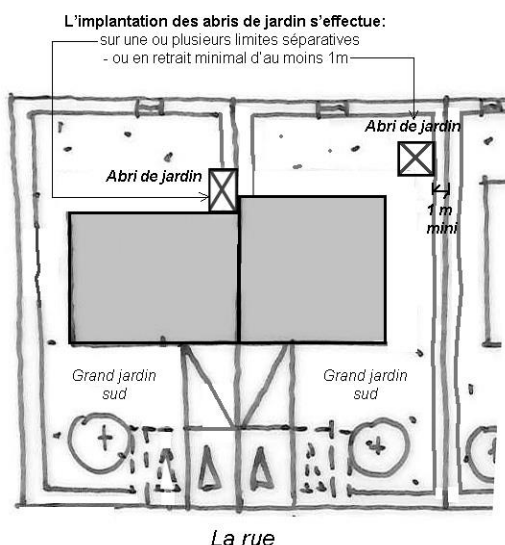 L'implantation des abris de jardin s'effectue:
sur une ou plusieurs limites séparatives
- ou en retrait minimal d'au moins 1m
Abri de jardin
Abri de jardin
1 m
mini
Grand jardin
sud
Grand jardin
sud
La rue